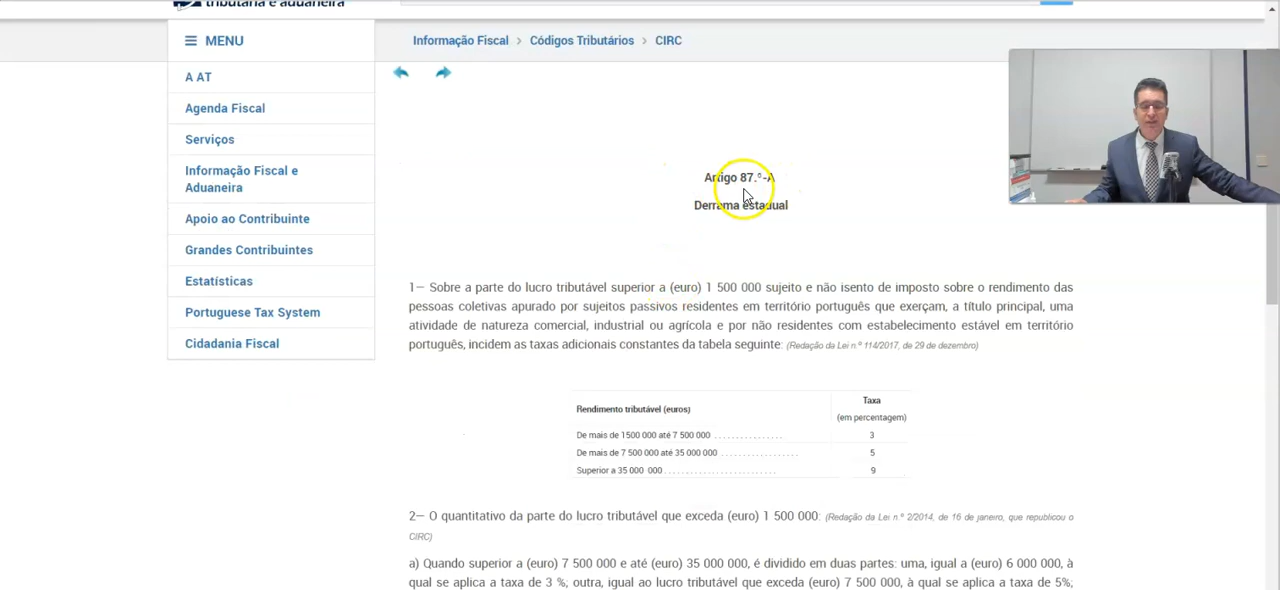 tributária e aduaneira
MENU
Informação Fiscal > Códigos Tributários > CIRC
A AT
Agenda Fiscal
Serviços
Informação Fiscal e
Aduaneira
Apoio ao Contribuinte
Grandes Contribuintes
Estatísticas
Portuguese Tax System
Cidadania Fiscal
Artigo 87.º-A
Derrama estadual
1— Sobre a parte do lucro tributável superior a (euro) 1 500 000 sujeito e não isento de imposto sobre o rendimento das
pessoas coletivas apurado por sujeitos passivos residentes em território português que exerçam, a título principal, uma
atividade de natureza comercial, industrial ou agrícola e por não residentes com estabelecimento estável em território
português, incidem as taxas adicionais constantes da tabela seguinte: (Redação da Lei n.º 114/2017, de 29 de dezembro)
Rendimento tributável (euros) Taxa
(em percentagem)
De mais de 1500 000 até 7 500 000 . . . . . . . . . . . . . . . . 3
De mais de 7 500 000 até 35 000 000 . . . . . . . . . . . . . . . . . . 5
Superior a 35 000 000 . . . . . . . . . . . . . . . . . . . . . . . . . 9
2— O quantitativo da parte do lucro tributável que exceda (euro) 1 500 000: (Redação da Lei n.º 2/2014, de 16 de janeiro, que republicou o
CIRC)
a) Quando superior a (euro) 7 500 000 e até (euro) 35 000 000, é dividido em duas partes: uma, igual a (euro) 6 000 000, à
qual se aplica a taxa de 3 %; outra, igual ao lucro tributável que exceda (euro) 7 500 000, à qual se aplica a taxa de 5%;